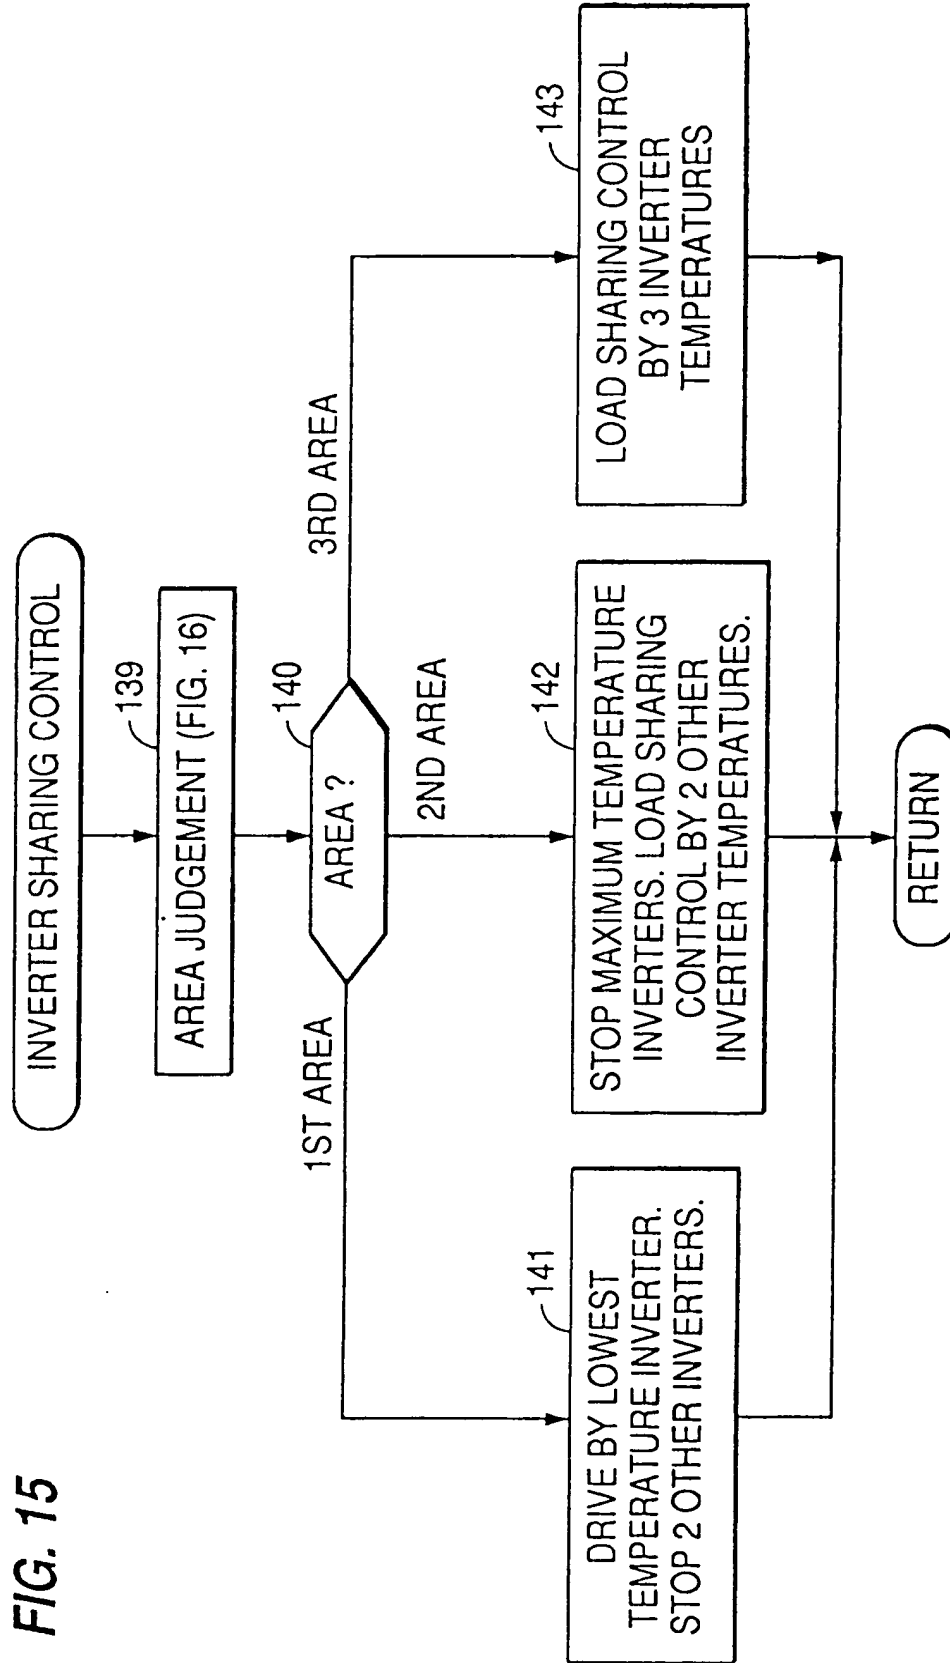 FIG. 15
INVERTER SHARING CONTROL
139
AREA JUDGEMENT (FIG. 16)
140
AREA ?
1ST AREA
2ND AREA
3RD AREA
141
DRIVE BY LOWEST
TEMPERATURE INVERTER.
STOP 2 OTHER INVERTERS.
142
STOP MAXIMUM TEMPERATURE
INVERTERS. LOAD SHARING
CONTROL BY 2 OTHER
INVERTER TEMPERATURES.
143
LOAD SHARING CONTROL
BY 3 INVERTER
TEMPERATURES
RETURN